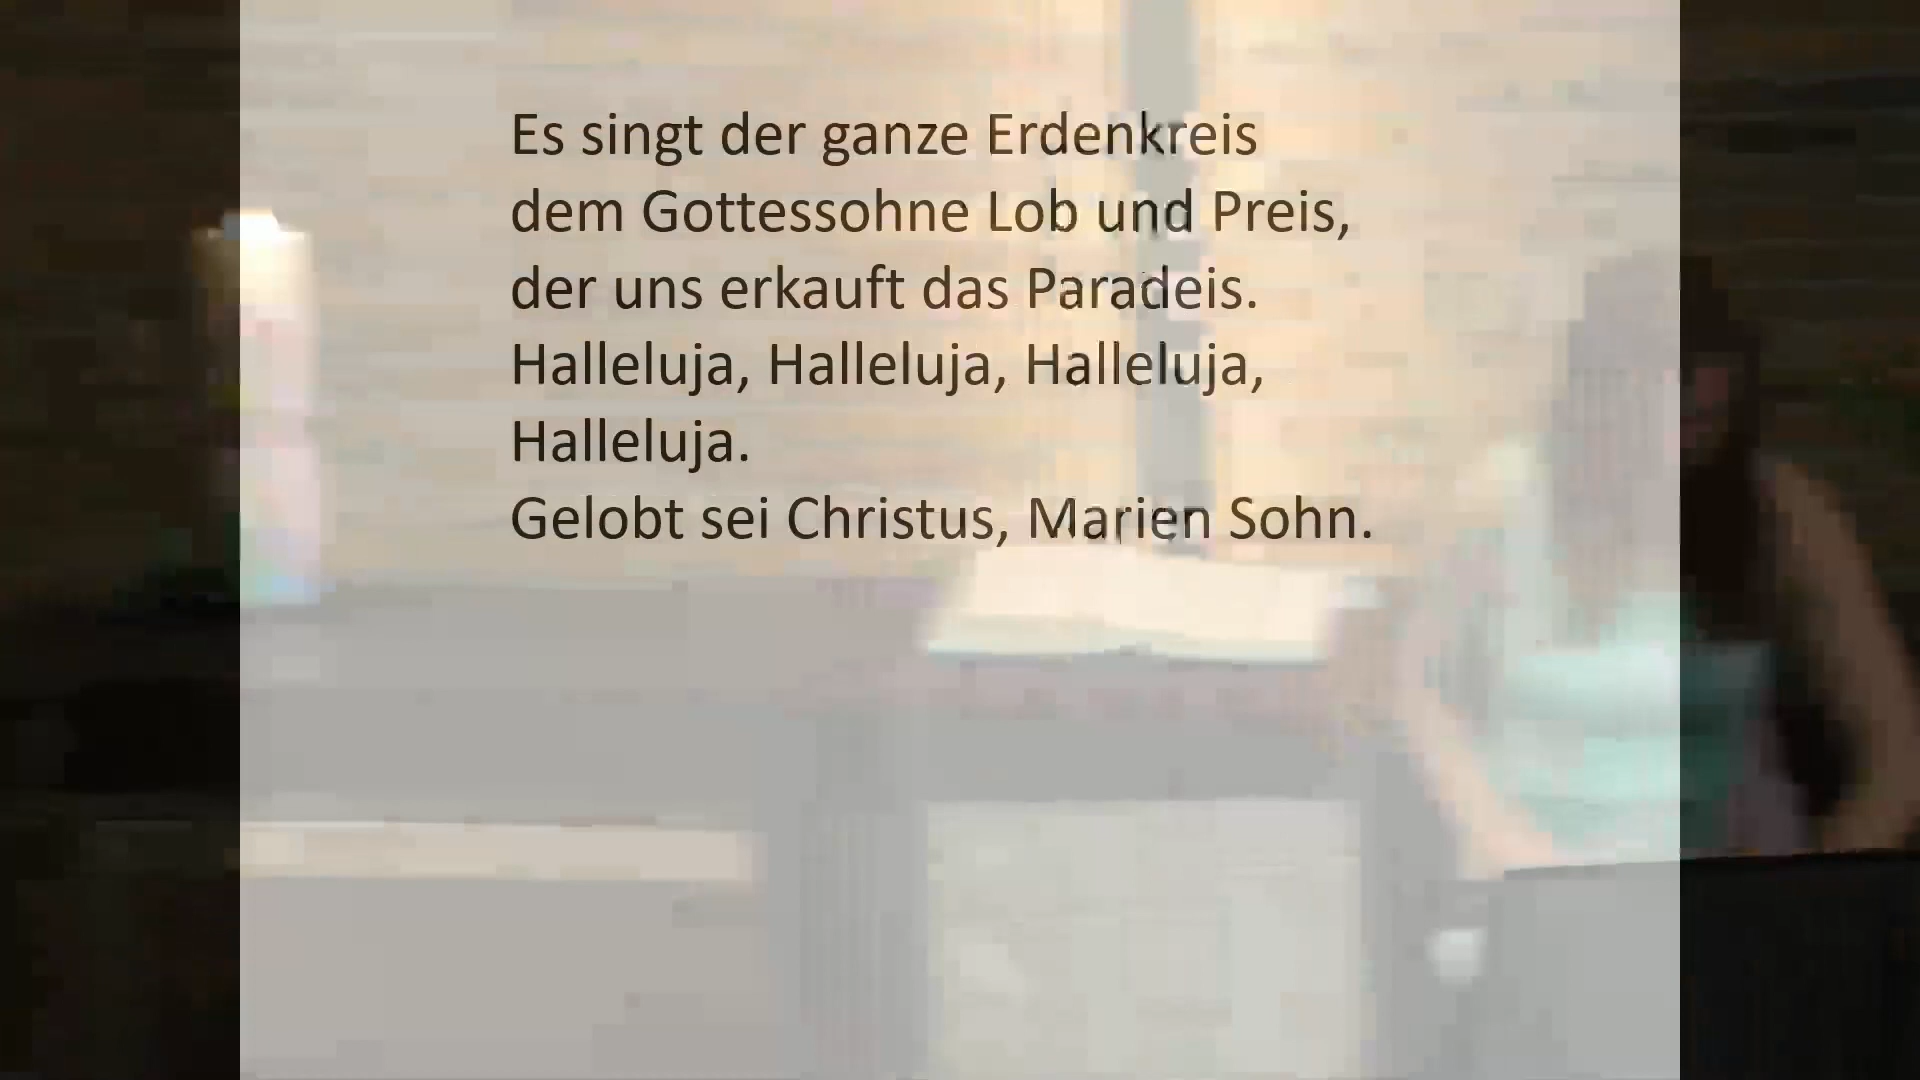 Es singt der ganze Erdenkreis
dem Gottessohne Lob und Preis,
der uns erkauft das Paradeis.
Halleluja, Halleluja, Halleluja,
Halleluja.
Gelobt sei Christus, Marien Sohn.